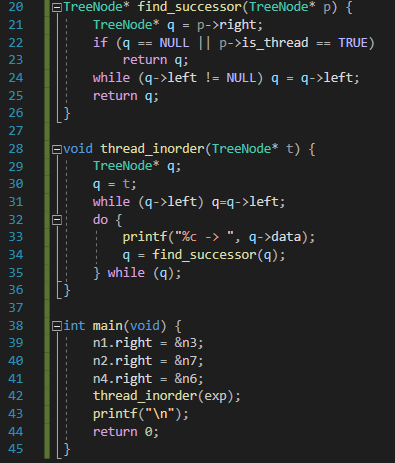 20 TreeNode* find_successor(TreeNode* p) {
21 TreeNode* q = p->right;
22 if (q == NULL || p->is_thread == TRUE)
23 return q;
24 while (q->left != NULL) q = q->left;
25 return q;
26 }
27
28 void thread_inorder(TreeNode* t) {
29 TreeNode* q;
30 q = t;
31 while (q->left) q=q->left;
32 do {
33 printf("%c -> ", q->data);
34 q = find_successor(q);
35 } while (q);
36 }
37
38 int main(void) {
39 n1.right = &n3;
40 n2.right = &n7;
41 n4.right = &n6;
42 thread_inorder(exp);
43 printf("\n");
44 return 0;
45 }